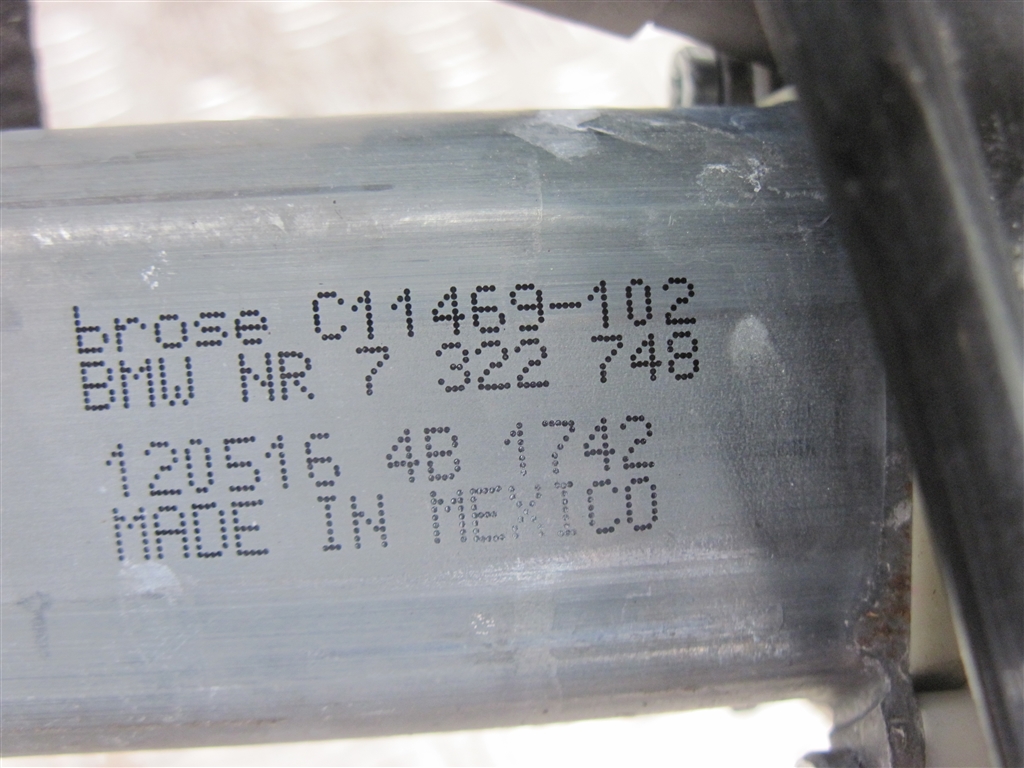 brose C11469-102
BMW NR 7 322 748
120516 4B 1742
MADE IN MEXICO